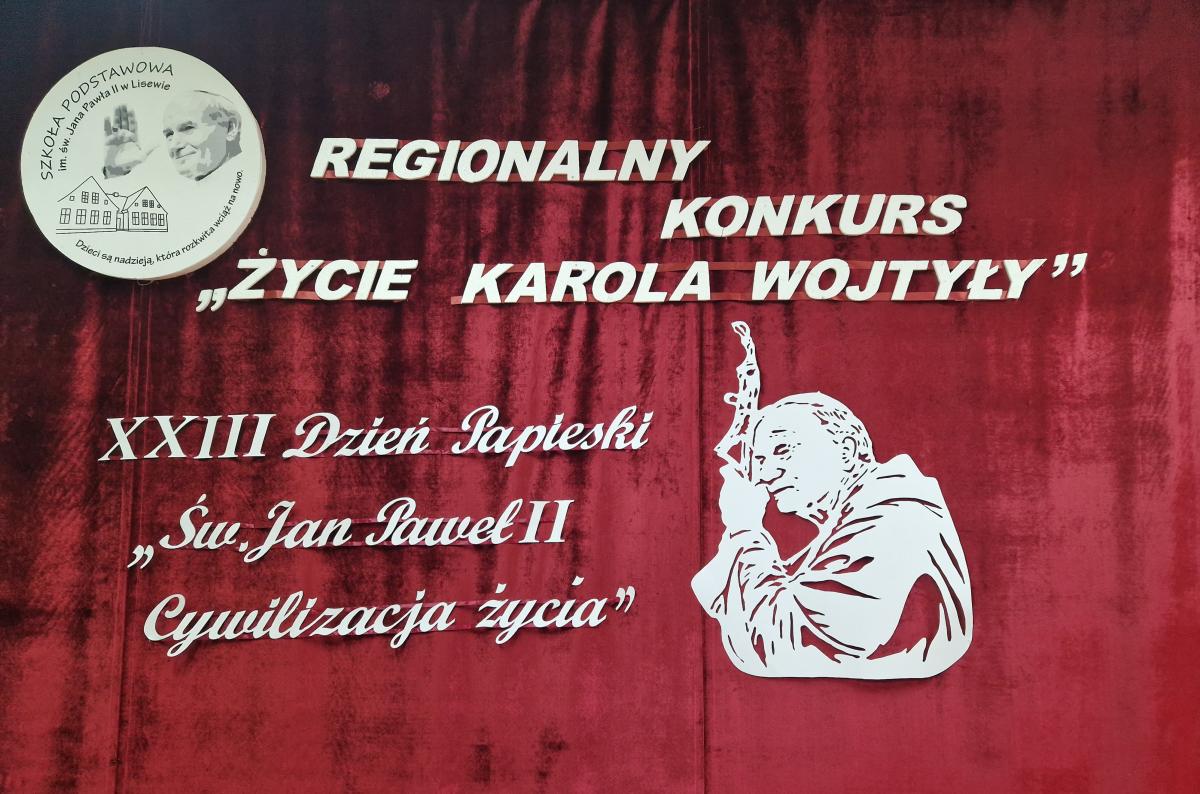 SZKOŁA PODSTAWOWA
im. św. Jana Pawła II w Lisewie
Dzieci są nadzieją, która rozkwita wciąż na nowo.
REGIONALNY
KONKURS
„ŻYCIE KAROLA WOJTYŁY”
XXIII Dzień Papieski
„Św. Jan Paweł II
Cywilizacja życia”